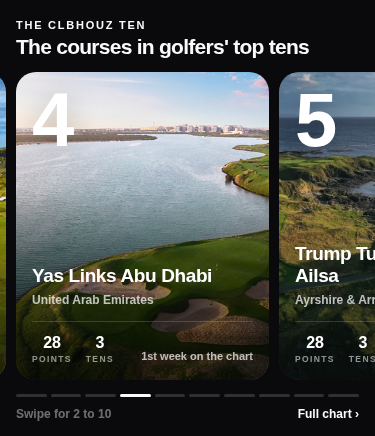 THE CLBHOUZ TEN
The courses in golfers' top tens
4
Yas Links Abu Dhabi
United Arab Emirates
28
POINTS
3
TENS
1st week on the chart
5
Trump Tu
Ailsa
Ayrshire & Arr
28
POINTS
3
TENS
Swipe for 2 to 10
Full chart ›